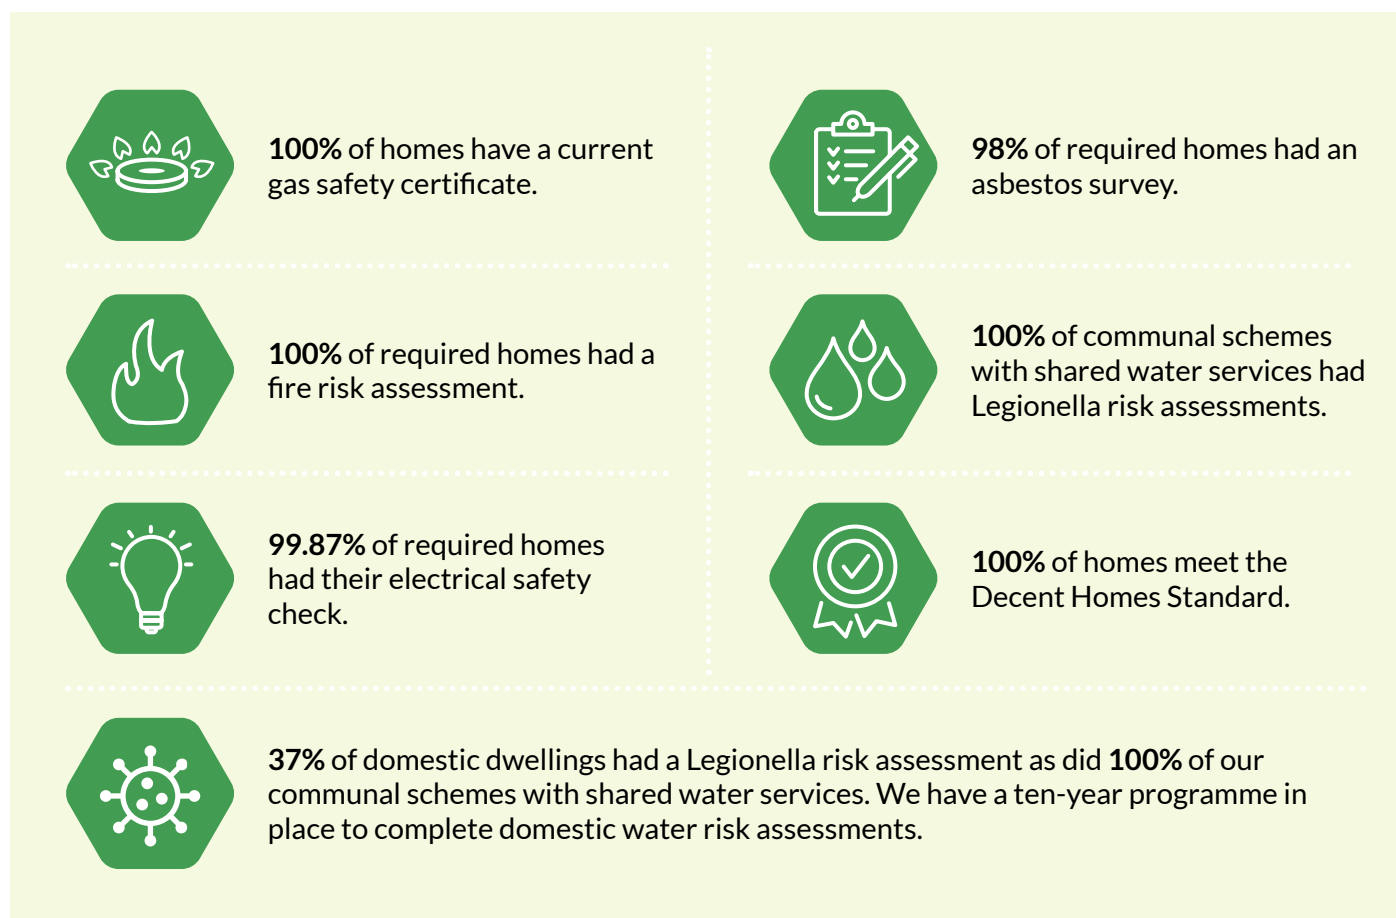 100% of homes have a current
gas safety certificate.
98% of required homes had an
asbestos survey.
100% of required homes had a
fire risk assessment.
100% of communal schemes
with shared water services had
Legionella risk assessments.
99.87% of required homes
had their electrical safety
check.
100% of homes meet the
Decent Homes Standard.
37% of domestic dwellings had a Legionella risk assessment as did 100% of our
communal schemes with shared water services. We have a ten-year programme in
place to complete domestic water risk assessments.